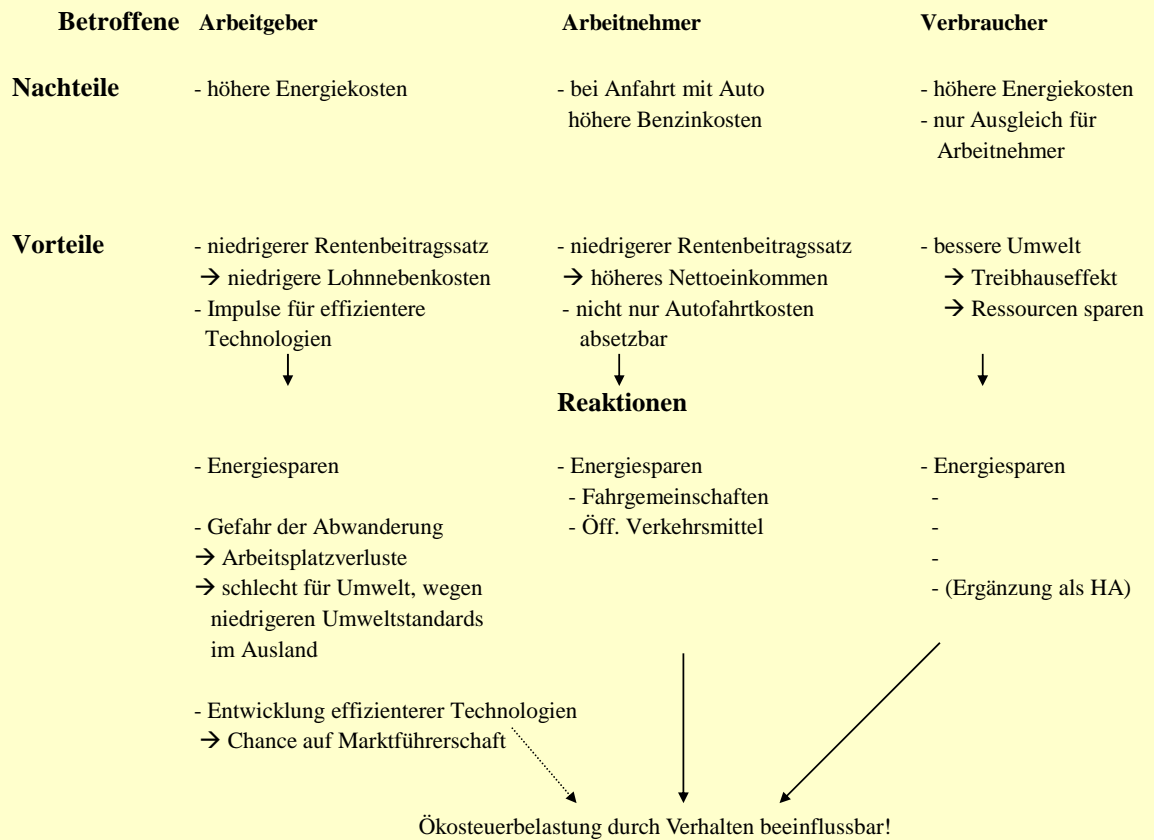 Betroffene Arbeitgeber Arbeitnehmer Verbraucher
Nachteile - höhere Energiekosten - bei Anfahrt mit Auto - höhere Energiekosten
höhere Benzinkosten - nur Ausgleich für
Arbeitnehmer
Vorteile - niedrigerer Rentenbeitragssatz - niedrigerer Rentenbeitragssatz - bessere Umwelt
→ niedrigere Lohnnebenkosten → höheres Nettoeinkommen → Treibhauseffekt
- Impulse für effizientere - nicht nur Autofahrtkosten → Ressourcen sparen
Technologien absetzbar
Reaktionen
- Energiesparen - Energiesparen - Energiesparen
- Fahrgemeinschaften -
- Gefahr der Abwanderung - Öff. Verkehrsmittel -
→ Arbeitsplatzverluste -
→ schlecht für Umwelt, wegen - (Ergänzung als HA)
niedrigeren Umweltstandards
im Ausland
- Entwicklung effizienterer Technologien
→ Chance auf Marktführerschaft
Ökosteuerbelastung durch Verhalten beeinflussbar!